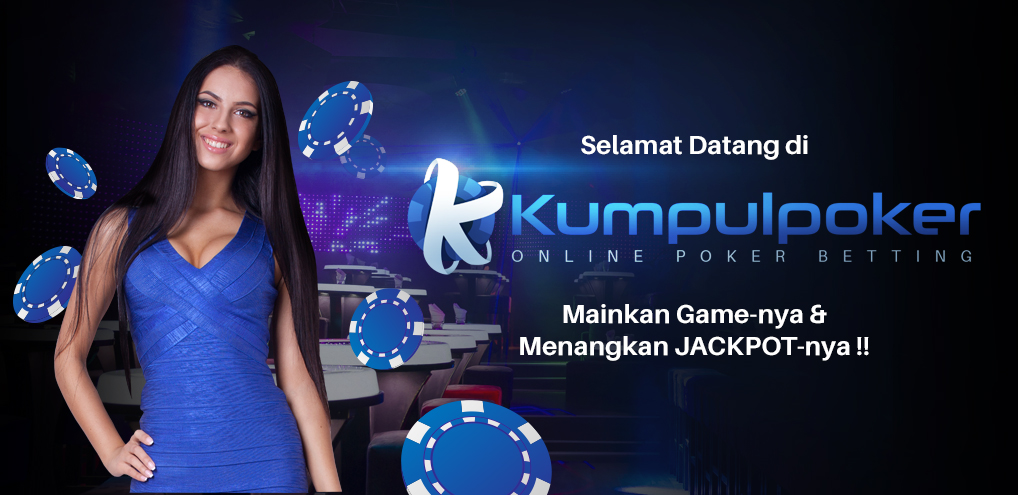 Selamat Datang di
Kumpulpoker
ONLINE POKER BETTING
Mainkan Game-nya &
Menangkan JACKPOT-nya !!